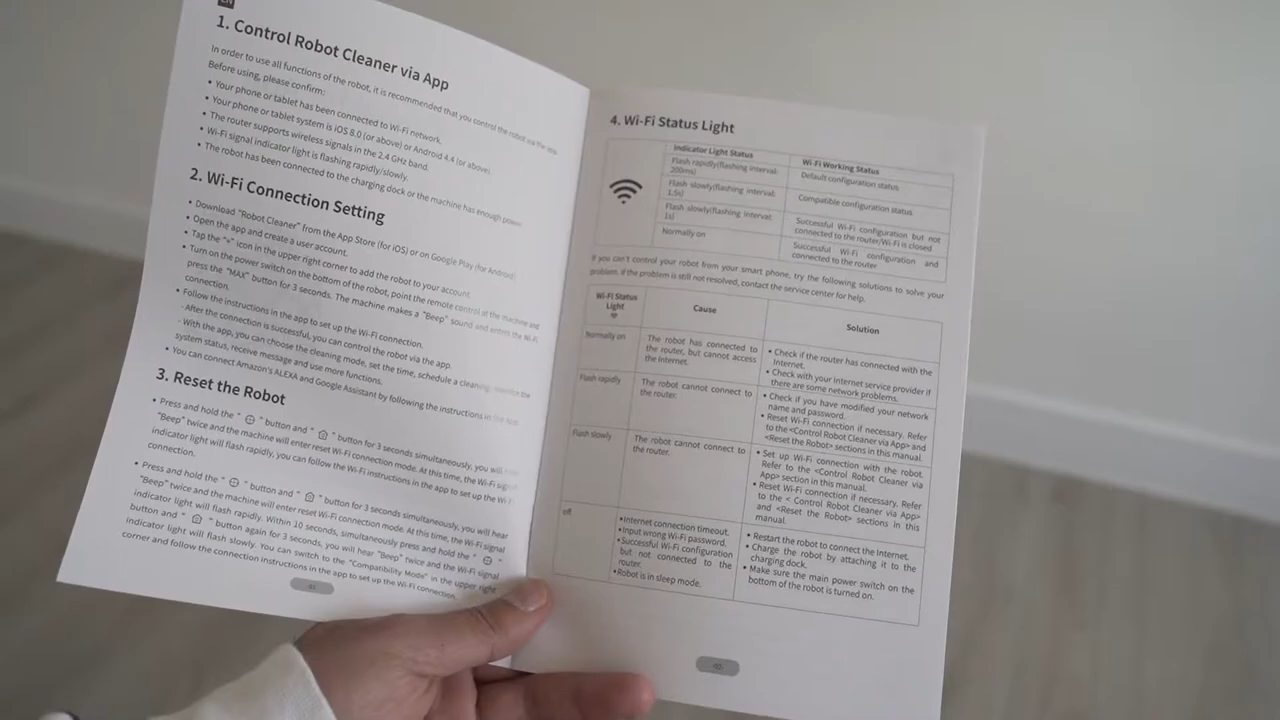 EN
1. Control Robot Cleaner via App
In order to use all functions of the robot, it is recommended that you control the robot via the app.
Before using, please confirm:
• Your phone or tablet has been connected to Wi-Fi network.
• Your phone or tablet system is iOS 8.0 (or above) or Android 4.4 (or above).
• The router supports wireless signals in the 2.4 GHz band.
• Wi-Fi signal indicator light is flashing rapidly/slowly.
• The robot has been connected to the charging dock or the machine has enough power.
2. Wi-Fi Connection Setting
• Download "Robot Cleaner" from the App Store (for iOS) or on Google Play (for Android)
• Open the app and create a user account.
• Tap the "+" icon in the upper right corner to add the robot to your account.
• Turn on the power switch on the bottom of the robot, point the remote control at the machine and
press the "MAX" button for 3 seconds. The machine makes a "Beep" sound and enters the Wi-Fi
connection.
• Follow the instructions in the app to set up the Wi-Fi connection.
· After the connection is successful, you can control the robot via the app.
· With the app, you can choose the cleaning mode, set the time, schedule a cleaning, monitor the
system status, receive message and use more functions.
• You can connect Amazon's ALEXA and Google Assistant by following the instructions in the app.
3. Reset the Robot
• Press and hold the " " button and " " button for 3 seconds simultaneously, you will hear
"Beep" twice and the machine will enter reset Wi-Fi connection mode. At this time, the Wi-Fi signal
indicator light will flash rapidly, you can follow the Wi-Fi instructions in the app to set up the Wi-Fi
connection.
• Press and hold the " " button and " " button for 3 seconds simultaneously, you will hear
"Beep" twice and the machine will enter reset Wi-Fi connection mode. At this time, the Wi-Fi signal
indicator light will flash rapidly. Within 10 seconds, simultaneously press and hold the " "
button and " " button again for 3 seconds, you will hear "Beep" twice and the Wi-Fi signal
indicator light will flash slowly. You can switch to the "Compatibility Mode" in the upper right
corner and follow the connection instructions in the app to set up the Wi-Fi connection.
4. Wi-Fi Status Light
Indicator Light Status
Wi-Fi Working Status
Flash rapidly(flashing interval:
200ms)
Default configuration status
Flash slowly(flashing interval:
1.5s)
Compatible configuration status
Flash slowly(flashing interval:
1s)
Successful Wi-Fi configuration but not
connected to the router/Wi-Fi is closed
Normally on
Successful Wi-Fi configuration and
connected to the router
If you can't control your robot from your smart phone, try the following solutions to solve your
problem. If the problem is still not resolved, contact the service center for help.
Wi-Fi Status
Light
Cause
Solution
Normally on
The robot has connected to
the router, but cannot access
the Internet.
• Check if the router has connected with the
Internet.
• Check with your Internet service provider if
there are some network problems.
Flash rapidly
The robot cannot connect to
the router.
• Check if you have modified your network
name and password.
• Reset Wi-Fi connection if necessary. Refer
to the <Control Robot Cleaner via App> and
<Reset the Robot> sections in this manual.
Flash slowly
The robot cannot connect to
the router.
• Set up Wi-Fi connection with the robot.
Refer to the <Control Robot Cleaner via
App> section in this manual.
• Reset Wi-Fi connection if necessary. Refer
to the < Control Robot Cleaner via App>
and <Reset the Robot> sections in this
manual.
off
•Internet connection timeout.
•Input wrong Wi-Fi password.
•Successful Wi-Fi configuration
but not connected to the
router.
•Robot is in sleep mode.
• Restart the robot to connect the Internet.
• Charge the robot by attaching it to the
charging dock.
• Make sure the main power switch on the
bottom of the robot is turned on.